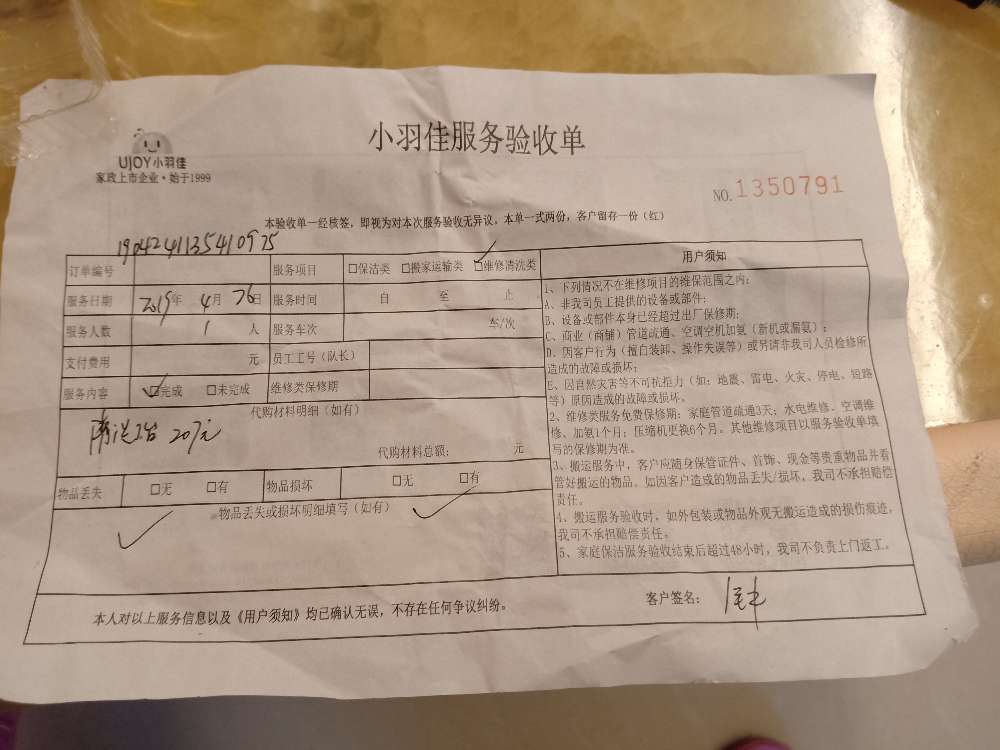 小羽佳服务验收单
UJOY小羽佳
家政上市企业·始于1999
NO.1350791
本验收单一经核签，即视为对本次服务验收无异议。本单一式两份，客户留存一份（红）
1904241135410975
订单编号 服务项目 □保洁类 □搬家运输类 □维修清洗类
服务日期 2019年 4月 26日 服务时间 自 至 止
服务人数 1 人 服务车次 车/次
支付费用 元 员工工号（队长）
服务内容 □完成 □未完成 维修类保修期
代购材料明细（如有）
207元
代购材料总额： 元
物品丢失 □无 □有 物品损坏 □无 □有
物品丢失或损坏明细填写（如有）
用户须知
1、下列情况不在维修项目的维保范围之内：
A、非我司员工提供的设备或部件；
B、设备或部件本身已经超过出厂保修期；
C、商业（商铺）管道疏通、空调空机加氨（新机或漏氨）；
D、因客户行为（擅自装卸、操作失误等）或另请非我司人员检修所
造成的故障或损坏；
E、因自然灾害等不可抗拒力（如：地震、雷电、火灾、停电、短路
等）原因造成的故障或损坏。
2、维修类服务免费保修期：家庭管道疏通3天；水电维修、空调维
修、加氨1个月；压缩机更换6个月。其他维修项目以服务验收单填
写的保修期为准。
3、搬运服务中，客户应随身保管证件、首饰、现金等贵重物品并看
管好搬运的物品。如因客户造成的物品丢失/损坏，我司不承担赔偿
责任。
4、搬运服务验收时，如外包装或物品外观无搬运造成的损伤痕迹，
我司不承担赔偿责任。
5、家庭保洁服务验收结束后超过48小时，我司不负责上门返工。
本人对以上服务信息以及《用户须知》均已确认无误，不存在任何争议纠纷。
客户签名：